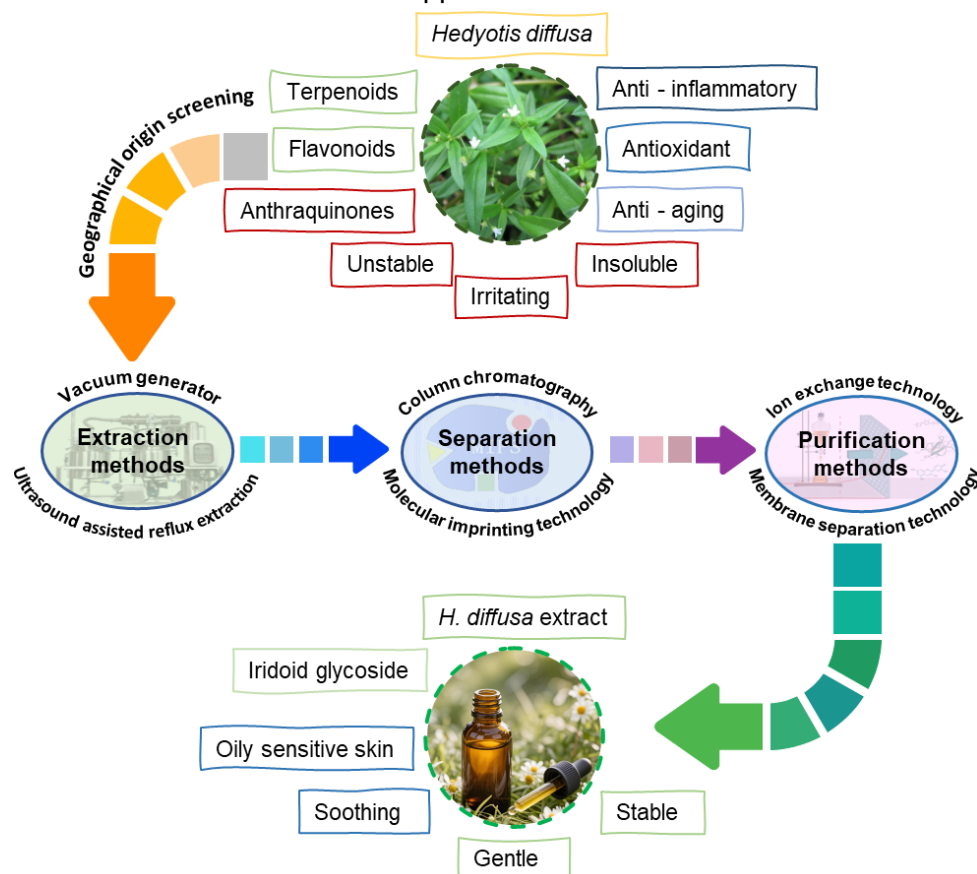 Hedyotis diffusa
Terpenoids
Anti - inflammatory
Geographical origin screening
Flavonoids
Antioxidant
Anthraquinones
Anti - aging
Unstable
Insoluble
Irritating
Vacuum generator
Extraction
methods
Ultrasound assisted reflux extraction
Column chromatography
Separation
methods
Molecular imprinting technology
Ion exchange technology
Purification
methods
Membrane separation technology
H. diffusa extract
Iridoid glycoside
Oily sensitive skin
Soothing
Stable
Gentle